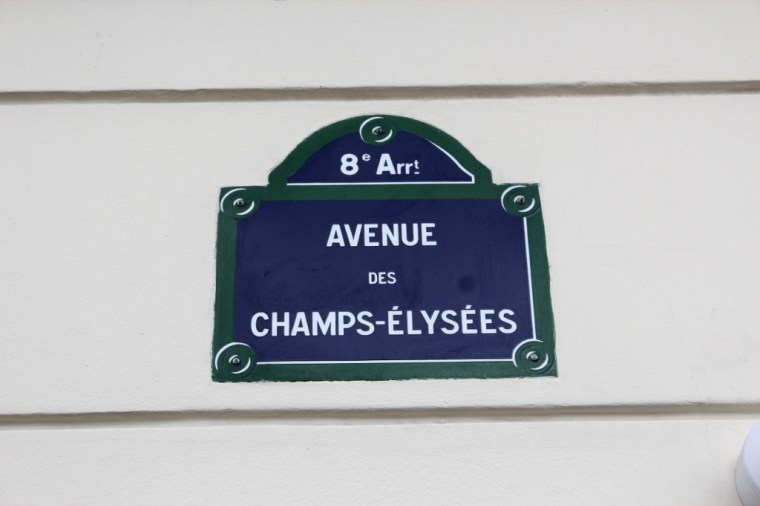 8e Arrt
AVENUE
DES
CHAMPS-ÉLYSÉES